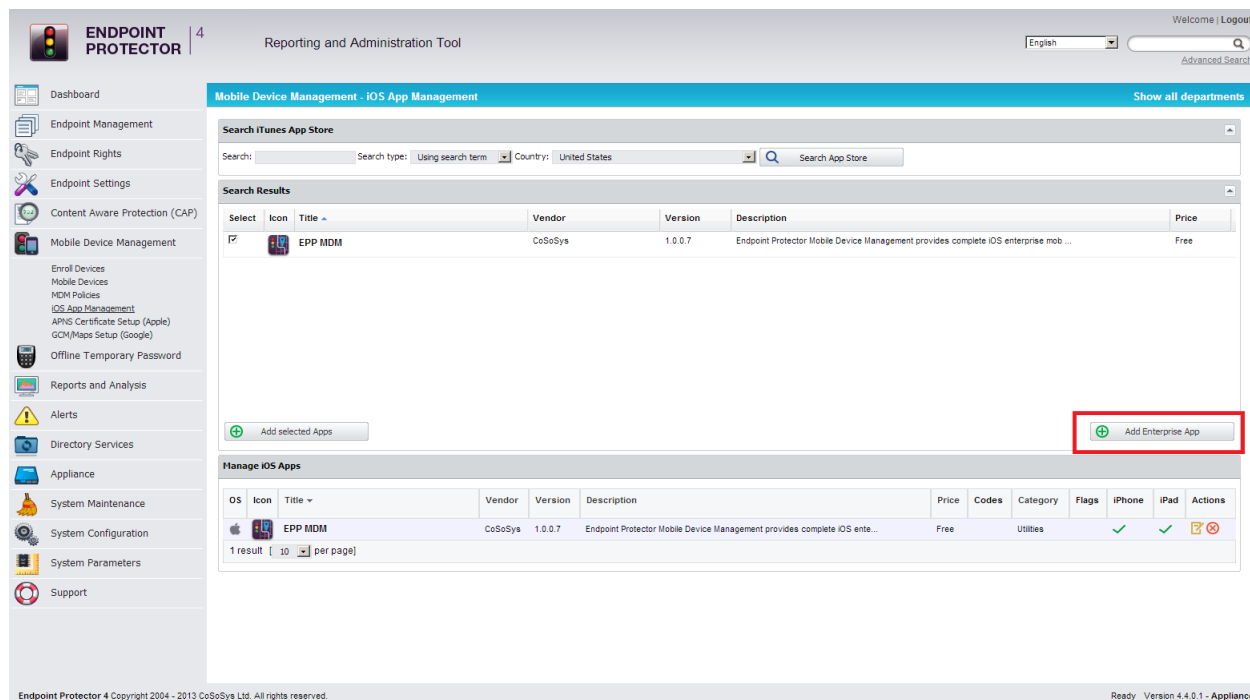 Welcome | Logout
ENDPOINT PROTECTOR 4
Reporting and Administration Tool
English
Advanced Search
Dashboard
Endpoint Management
Endpoint Rights
Endpoint Settings
Content Aware Protection (CAP)
Mobile Device Management
Enroll Devices
Mobile Devices
MDM Policies
iOS App Management
APNS Certificate Setup (Apple)
GCM/Maps Setup (Google)
Offline Temporary Password
Reports and Analysis
Alerts
Directory Services
Appliance
System Maintenance
System Configuration
System Parameters
Support
Mobile Device Management - iOS App Management Show all departments
Search iTunes App Store
Search: Search type: Using search term Country: United States Search App Store
Search Results
Select Icon Title Vendor Version Description Price
EPP MDM CoSoSys 1.0.0.7 Endpoint Protector Mobile Device Management provides complete iOS enterprise mob ... Free
Add selected Apps Add Enterprise App
Manage iOS Apps
OS Icon Title Vendor Version Description Price Codes Category Flags iPhone iPad Actions
EPP MDM CoSoSys 1.0.0.7 Endpoint Protector Mobile Device Management provides complete iOS ente... Free Utilities
1 result [ 10 per page]
Endpoint Protector 4 Copyright 2004 - 2013 CoSoSys Ltd. All rights reserved. Ready Version 4.4.0.1 - Appliance